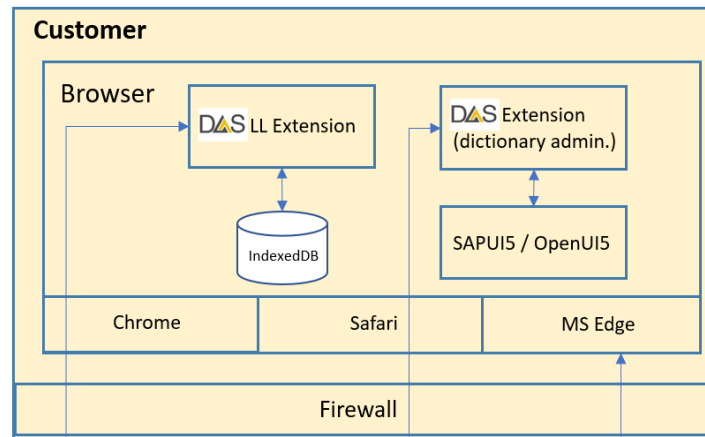 Customer
Browser
DAS LL Extension
DAS Extension
(dictionary admin.)
IndexedDB
SAPUI5 / OpenUI5
Chrome
Safari
MS Edge
Firewall